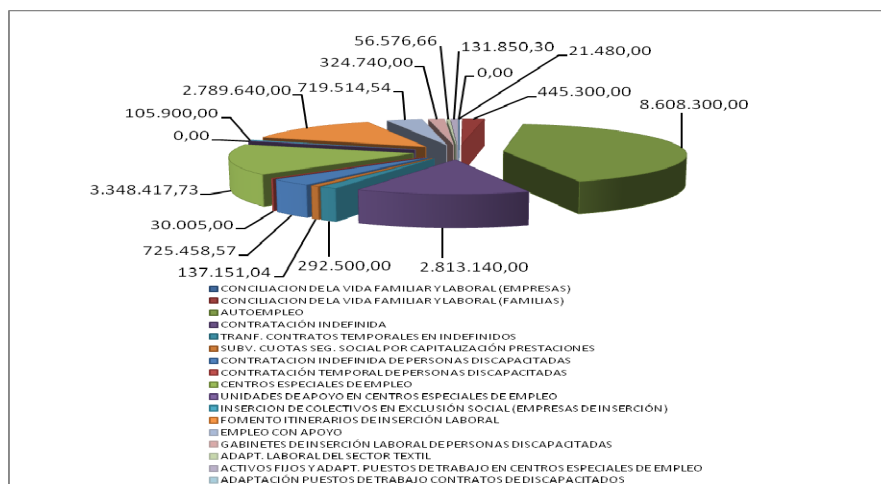 56.576,66
131.850,30
21.480,00
324.740,00
0,00
2.789.640,00
719.514,54
445.300,00
105.900,00
8.608.300,00
0,00
3.348.417,73
30.005,00
725.458,57
137.151,04
292.500,00
2.813.140,00
CONCILIACION DE LA VIDA FAMILIAR Y LABORAL (EMPRESAS)
CONCILIACION DE LA VIDA FAMILIAR Y LABORAL (FAMILIAS)
AUTOEMPLEO
CONTRATACIÓN INDEFINIDA
TRANF. CONTRATOS TEMPORALES EN INDEFINIDOS
SUBV. CUOTAS SEG. SOCIAL POR CAPITALIZACIÓN PRESTACIONES
CONTRATACION INDEFINIDA DE PERSONAS DISCAPACITADAS
CONTRATACIÓN TEMPORAL DE PERSONAS DISCAPACITADAS
CENTROS ESPECIALES DE EMPLEO
UNIDADES DE APOYO EN CENTROS ESPECIALES DE EMPLEO
INSERCION DE COLECTIVOS EN EXCLUSIÓN SOCIAL (EMPRESAS DE INSERCIÓN)
FOMENTO ITINERARIOS DE INSERCIÓN LABORAL
EMPLEO CON APOYO
GABINETES DE INSERCIÓN LABORAL DE PERSONAS DISCAPACITADAS
ADAPT. LABORAL DEL SECTOR TEXTIL
ACTIVOS FIJOS Y ADAPT. PUESTOS DE TRABAJO EN CENTROS ESPECIALES DE EMPLEO
ADAPTACIÓN PUESTOS DE TRABAJO CONTRATOS DE DISCAPACITADOS